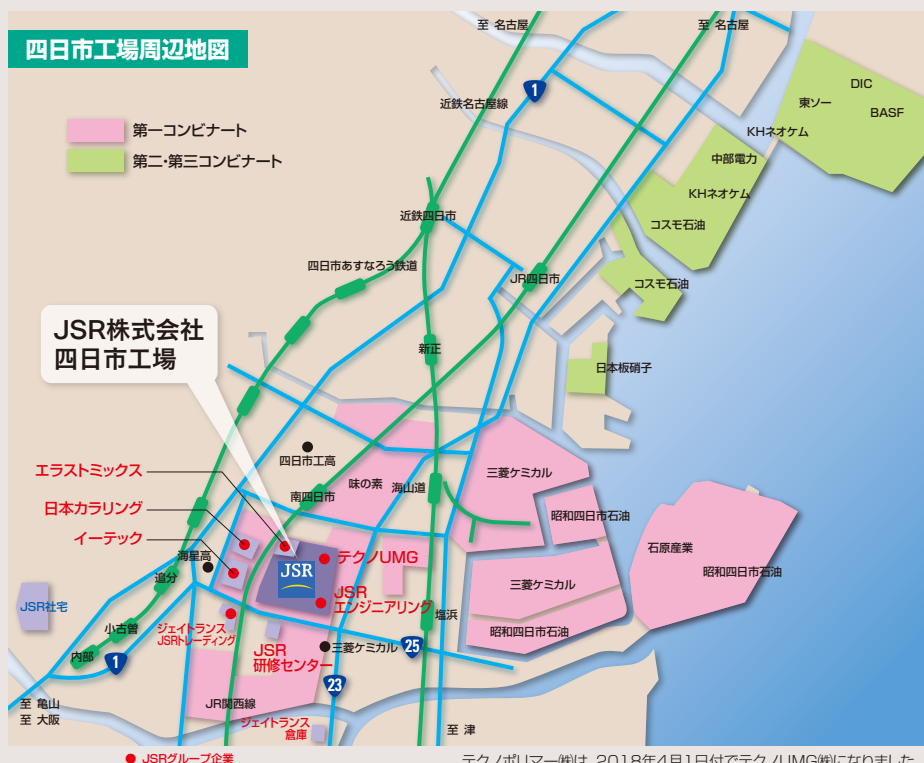 四日市工場周辺地図
至 名古屋
至 名古屋
第一コンビナート
第二・第三コンビナート
近鉄名古屋線
1
DIC
東ソー
BASF
KHネオケム
中部電力
KHネオケム
コスモ石油
近鉄四日市
四日市あすなろう鉄道
JR四日市
コスモ石油
JSR株式会社
四日市工場
新正
日本板硝子
四日市工高
エラストミックス
南四日市
味の素
海山道
三菱ケミカル
日本カラリング
昭和四日市石油
イーテック
海星高
テクノUMG
石原産業
JSR
追分
三菱ケミカル
昭和四日市石油
JSR社宅
JSR
エンジニアリング
塩浜
小古曽
ジェイトランス
JSRトレーディング
昭和四日市石油
内部
1
JSR
研修センター
三菱ケミカル
25
23
至 亀山
至 大阪
JR関西線
ジェイトランス
倉庫
至 津
JSRグループ企業
テクノポリマー㈱は、2018年4月1日付でテクノUMG㈱になりました